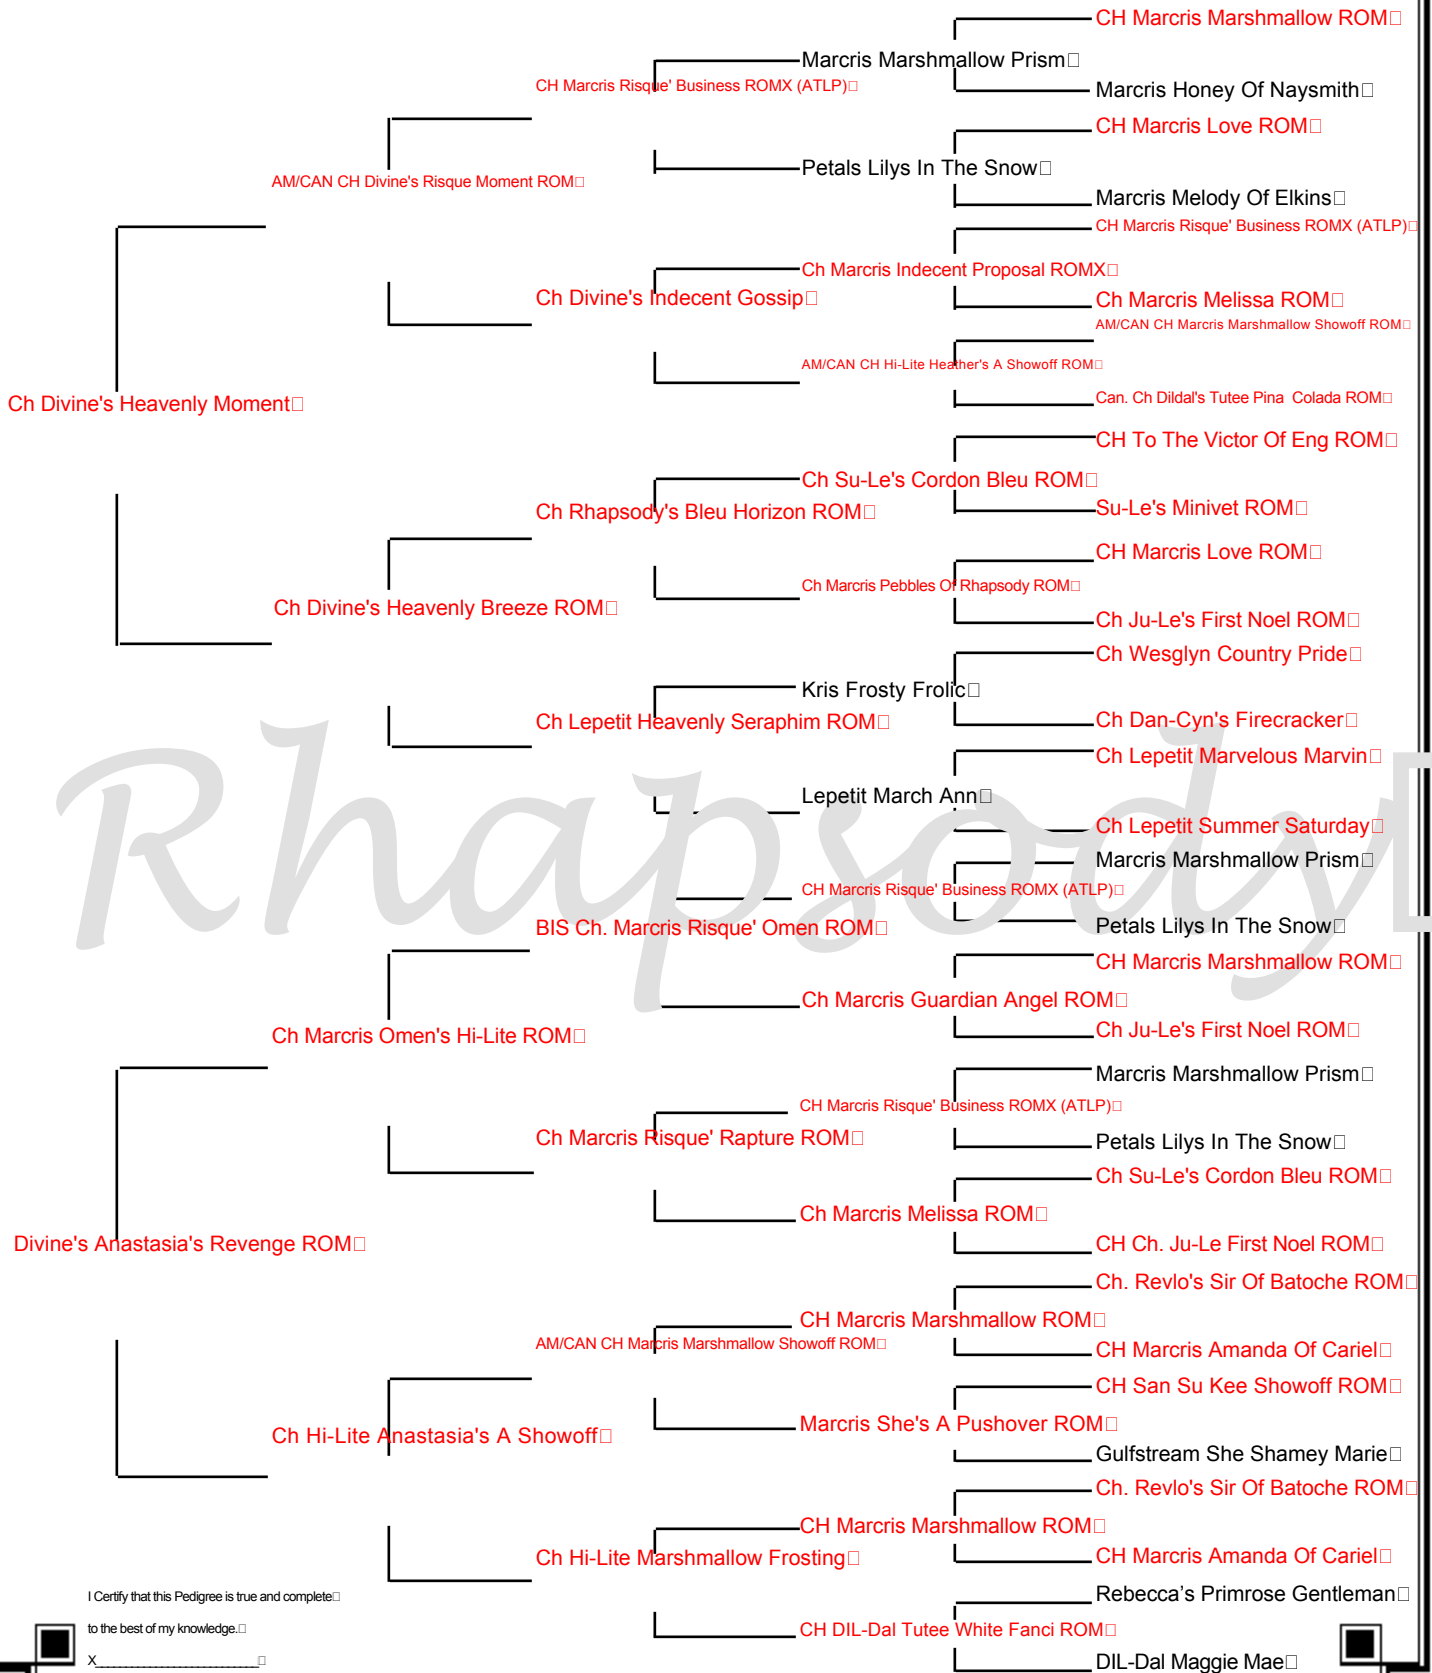 CH Marcris Marshmallow ROM
Marcris Marshmallow Prism
CH Marcris Risque' Business ROMX (ATLP)
Marcris Honey Of Naysmith
CH Marcris Love ROM
Petals Lilys In The Snow
AM/CAN CH Divine's Risque Moment ROM
Marcris Melody Of Elkins
CH Marcris Risque' Business ROMX (ATLP)
Ch Marcris Indecent Proposal ROMX
Ch Divine's Indecent Gossip
Ch Marcris Melissa ROM
AM/CAN CH Marcris Marshmallow Showoff ROM
AM/CAN CH Hi-Lite Heather's A Showoff ROM
Can. Ch Dildal's Tutee Pina Colada ROM
Ch Divine's Heavenly Moment
CH To The Victor Of Eng ROM
Ch Su-Le's Cordon Bleu ROM
Ch Rhapsody's Bleu Horizon ROM
Su-Le's Minivet ROM
CH Marcris Love ROM
Ch Marcris Pebbles Of Rhapsody ROM
Ch Divine's Heavenly Breeze ROM
Ch Ju-Le's First Noel ROM
Ch Wesglyn Country Pride
Kris Frosty Frolic
Ch Lepetit Heavenly Seraphim ROM
Ch Dan-Cyn's Firecracker
Ch Lepetit Marvelous Marvin
Lepetit March Ann
Ch Lepetit Summer Saturday
Rhapsody
Marcris Marshmallow Prism
CH Marcris Risque' Business ROMX (ATLP)
BIS Ch. Marcris Risque' Omen ROM
Petals Lilys In The Snow
CH Marcris Marshmallow ROM
Ch Marcris Guardian Angel ROM
Ch Marcris Omen's Hi-Lite ROM
Ch Ju-Le's First Noel ROM
Marcris Marshmallow Prism
CH Marcris Risque' Business ROMX (ATLP)
Ch Marcris Risque' Rapture ROM
Petals Lilys In The Snow
Ch Su-Le's Cordon Bleu ROM
Ch Marcris Melissa ROM
Divine's Anastasia's Revenge ROM
CH Ch. Ju-Le First Noel ROM
Ch. Revlo's Sir Of Batoche ROM
CH Marcris Marshmallow ROM
AM/CAN CH Marcris Marshmallow Showoff ROM
CH Marcris Amanda Of Cariel
CH San Su Kee Showoff ROM
Marcris She's A Pushover ROM
Ch Hi-Lite Anastasia's A Showoff
Gulfstream She Shamey Marie
Ch. Revlo's Sir Of Batoche ROM
CH Marcris Marshmallow ROM
Ch Hi-Lite Marshmallow Frosting
CH Marcris Amanda Of Cariel
Rebecca’s Primrose Gentleman
CH DIL-Dal Tutee White Fanci ROM
DIL-Dal Maggie Mae
I Certify that this Pedigree is true and complete
to the best of my knowledge.
X___________________________